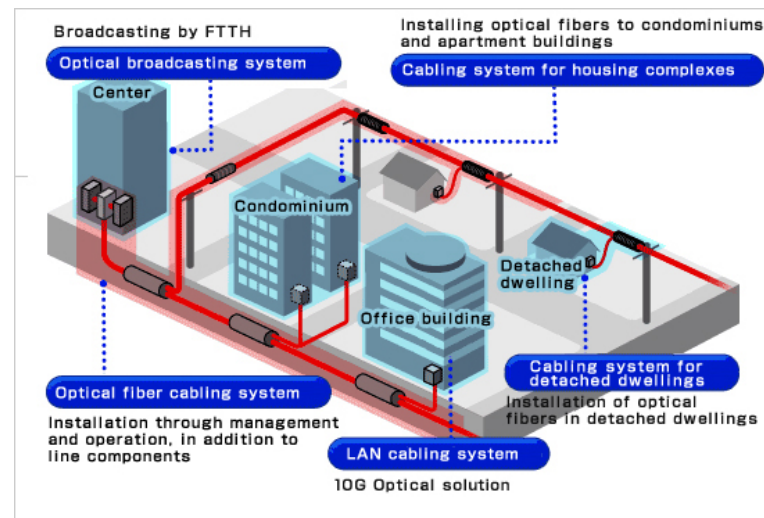 Broadcasting by FTTH
Optical broadcasting system
Installing optical fibers to condominiums
and apartment buildings
Cabling system for housing complexes
Center
Condominium
Detached
dwelling
Office building
Optical fiber cabling system
Installation through management
and operation, in addition to
line components
Cabling system for
detached dwellings
Installation of optical
fibers in detached dwellings
LAN cabling system
10G Optical solution